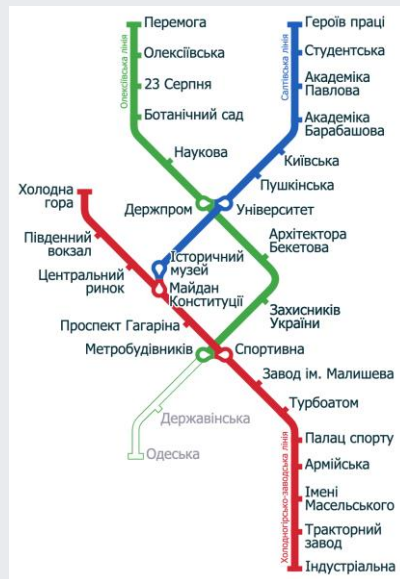 Перемога
Олексіївська
23 Серпня
Ботанічний сад
Наукова
Держпром
Олексіївська лінія
Героїв праці
Студентська
Академіка
Павлова
Академіка
Барабашова
Київська
Пушкінська
Університет
Салтівська лінія
Архітектора
Бекетова
Захисників
України
Холодна
гора
Південний
вокзал
Центральний
ринок
Історичний
музей
Майдан
Конституції
Проспект Гагаріна
Метробудівників
Спортивна
Завод ім. Малишева
Турбоатом
Державінська
Одеська
Палац спорту
Армійська
Імені
Масельського
Тракторний
завод
Індустріальна
Холодногірсько-заводська лінія